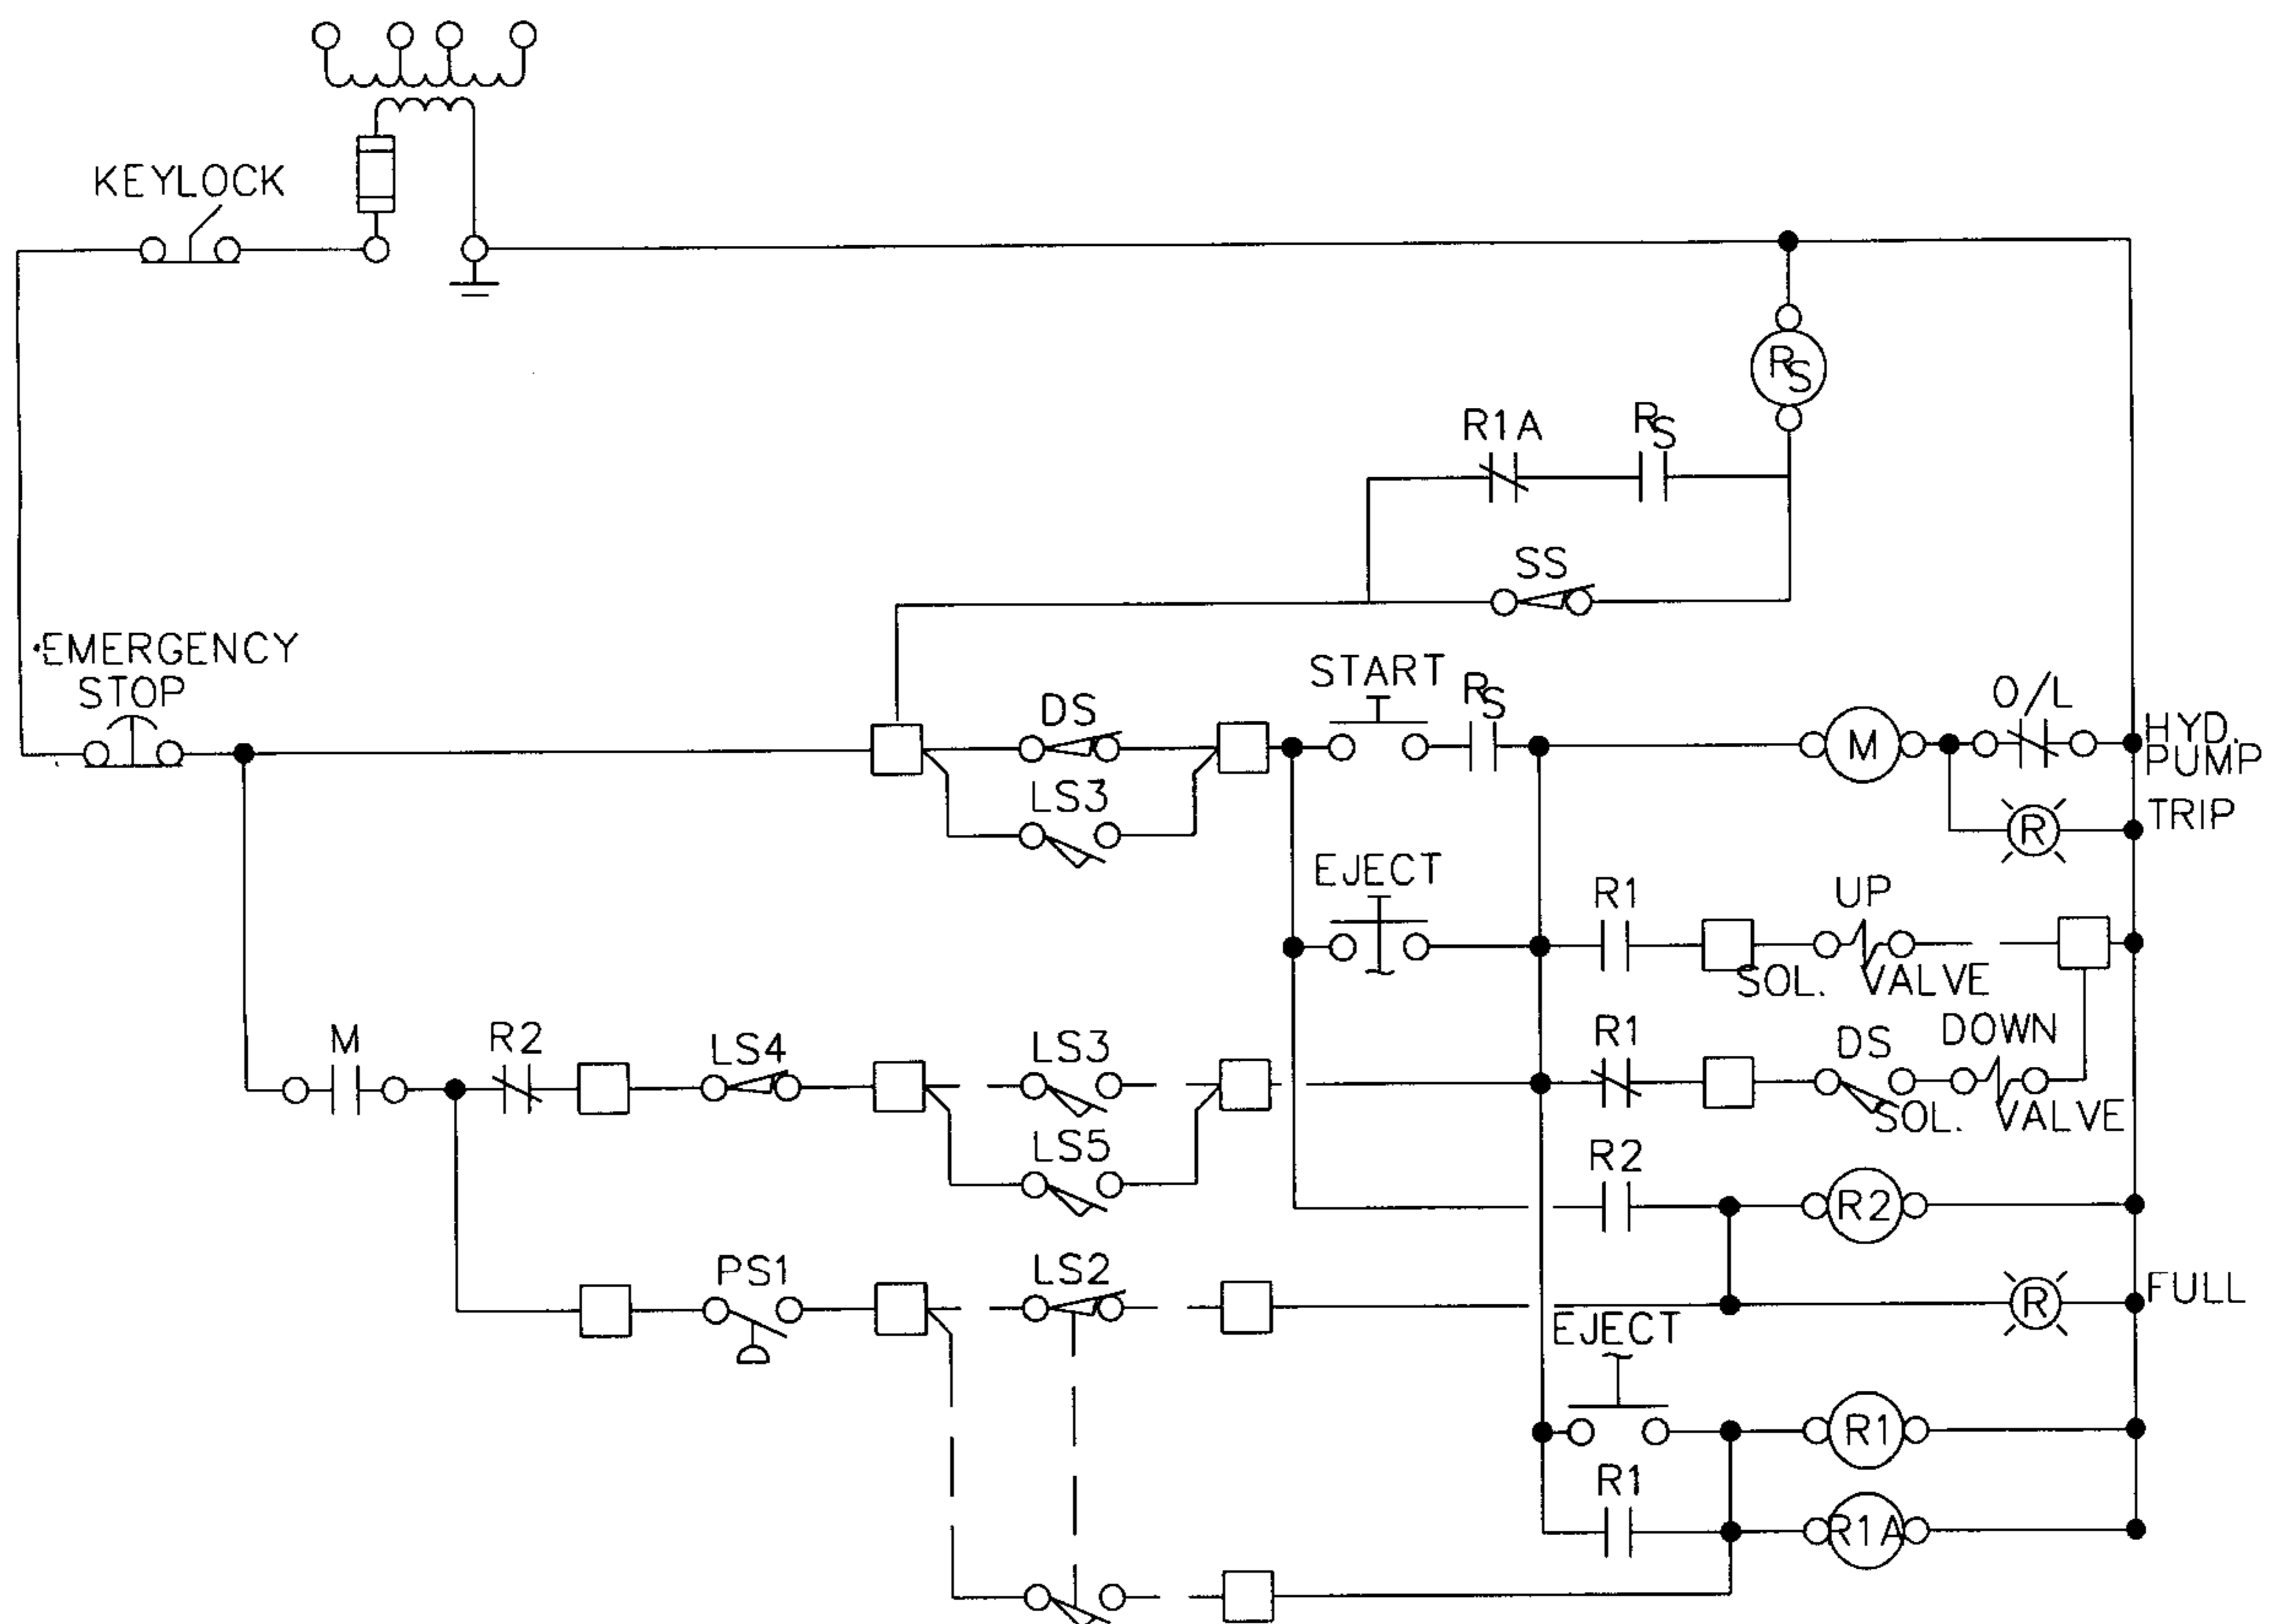 KEYLOCK
RS
R1A RS
SS
EMERGENCY
STOP
DS
START
RS
M
O/L
HYD.
PUMP
LS3
R
TRIP
EJECT
R1
UP
SOL. VALVE
M
R2
LS4
LS3
R1
DS
DOWN
SOL. VALVE
LS5
R2
R2
PS1
LS2
R
FULL
EJECT
R1
R1
R1A